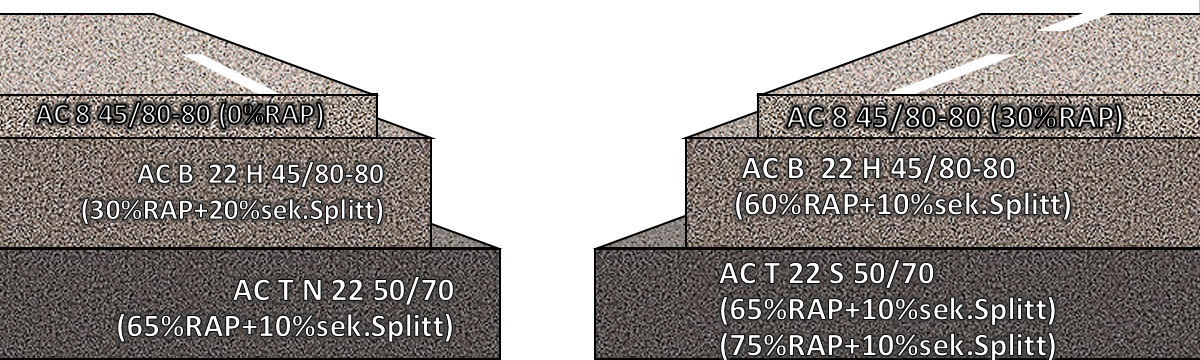 AC 8 45/80-80 (0%RAP)
AC B 22 H 45/80-80
(30%RAP+20%sek.Splitt)
AC T N 22 50/70
(65%RAP+10%sek.Splitt)
AC 8 45/80-80 (30%RAP)
AC B 22 H 45/80-80
(60%RAP+10%sek.Splitt)
AC T 22 S 50/70
(65%RAP+10%sek.Splitt)
(75%RAP+10%sek.Splitt)